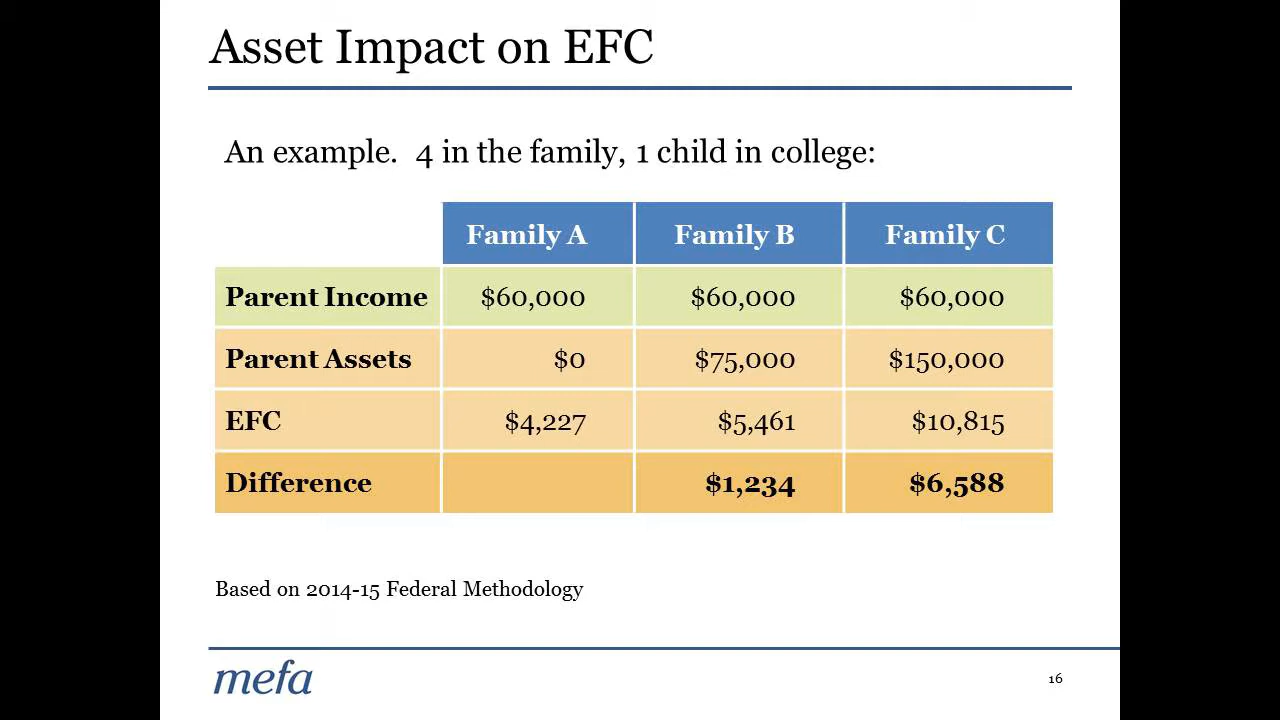 Asset Impact on EFC
An example.  4 in the family, 1 child in college:
Family A Family B Family C
Parent Income $60,000 $60,000 $60,000
Parent Assets $0 $75,000 $150,000
EFC $4,227 $5,461 $10,815
Difference $1,234 $6,588
Based on 2014-15 Federal Methodology
mefa
16